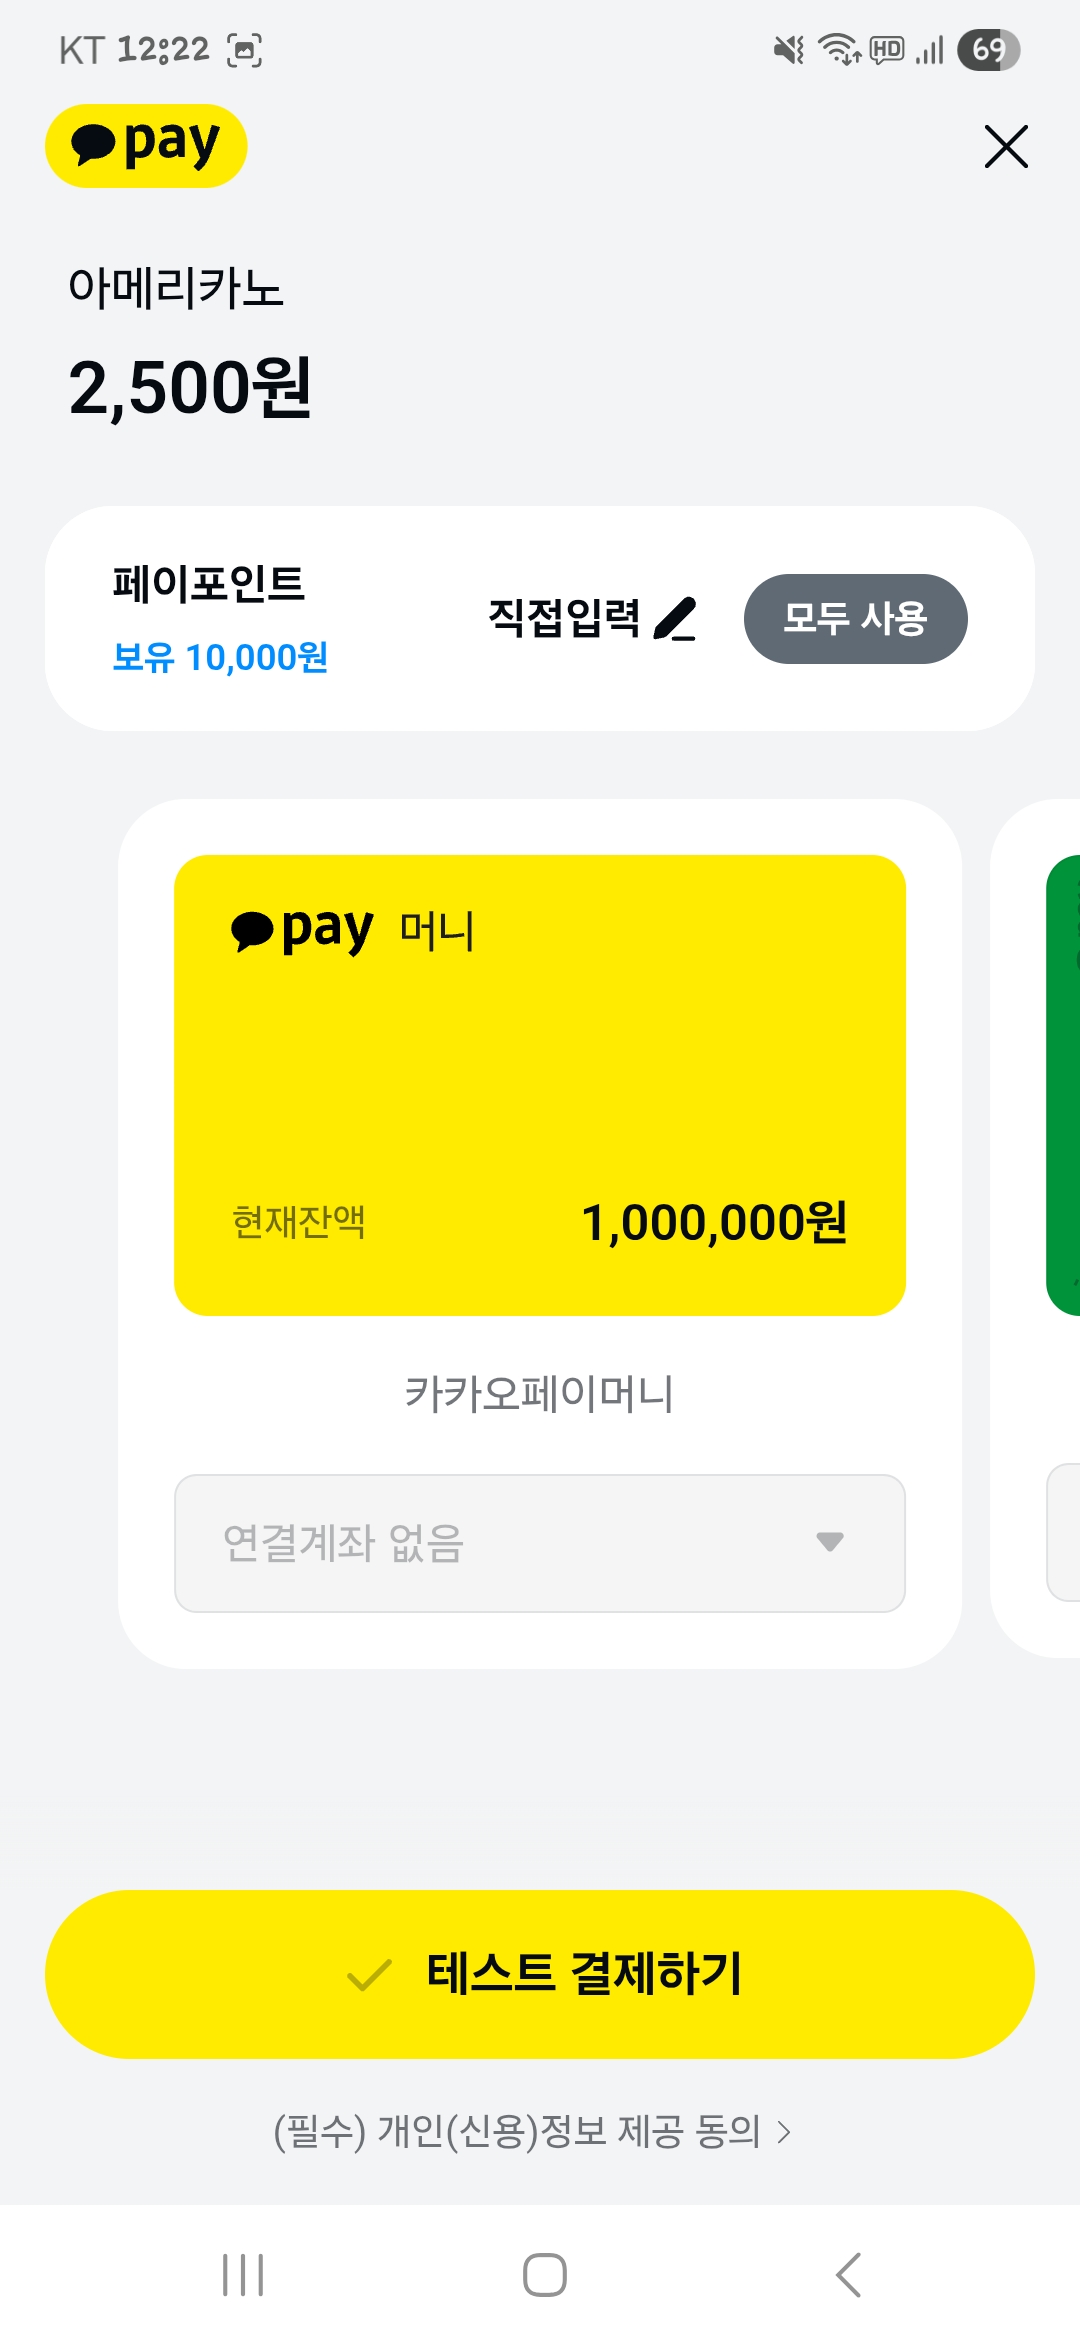 KT 12:22 HD 69
pay
아메리카노
2,500원
페이포인트
보유 10,000원
직접입력
모두 사용
pay 머니
현재잔액 1,000,000원
카카오페이머니
연결계좌 없음
테스트 결제하기
(필수) 개인(신용)정보 제공 동의